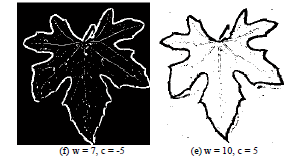 (f) w = 7, c = -5
(e) w = 10, c = 5